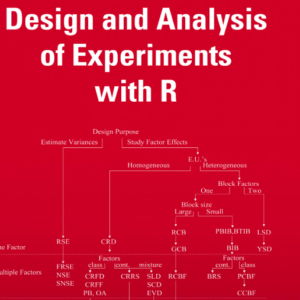 Design and Analysis
of Experiments
with R
Design Purpose
Estimate Variances Study Factor Effects
E.U.'s
Homogeneous Heterogeneous
Block Factors
One Two
Block size
Large Small
RCB PBIB,BTIB LSD
ne Factor RSE CRD GCB BIB YSD
Factors Factors
ultiple Factors FRSE class cont. mixture cont. class
NSE CRFD CRRS SLD RCBF BRS PCBF
SNSE CRFF SCD CCBF
PB, OA EVD